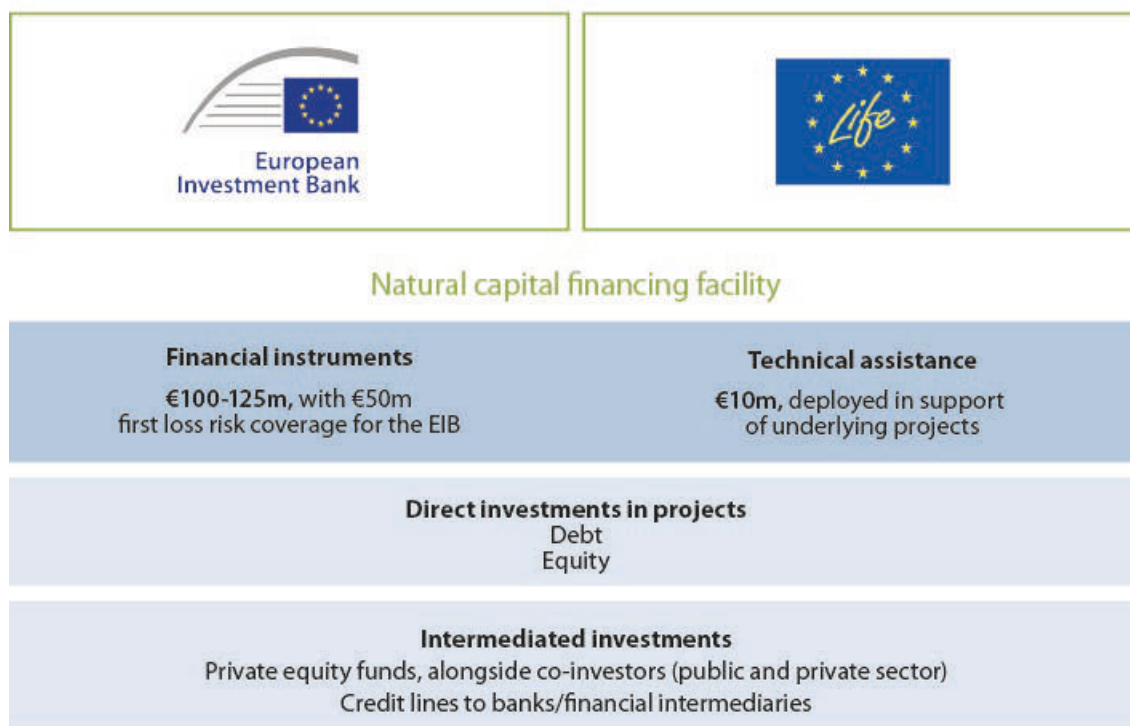 European
Investment Bank
Life
Natural capital financing facility
Financial instruments
€100-125m, with €50m
first loss risk coverage for the EIB
Technical assistance
€10m, deployed in support
of underlying projects
Direct investments in projects
Debt
Equity
Intermediated investments
Private equity funds, alongside co-investors (public and private sector)
Credit lines to banks/financial intermediaries